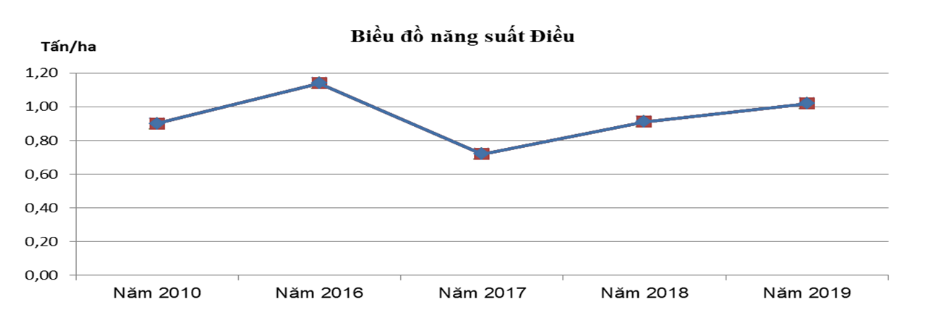 Biều đồ năng suất Điều
Tấn/ha
1,20
1,00
0,80
0,60
0,40
0,20
0,00
Năm 2010
Năm 2016
Năm 2017
Năm 2018
Năm 2019